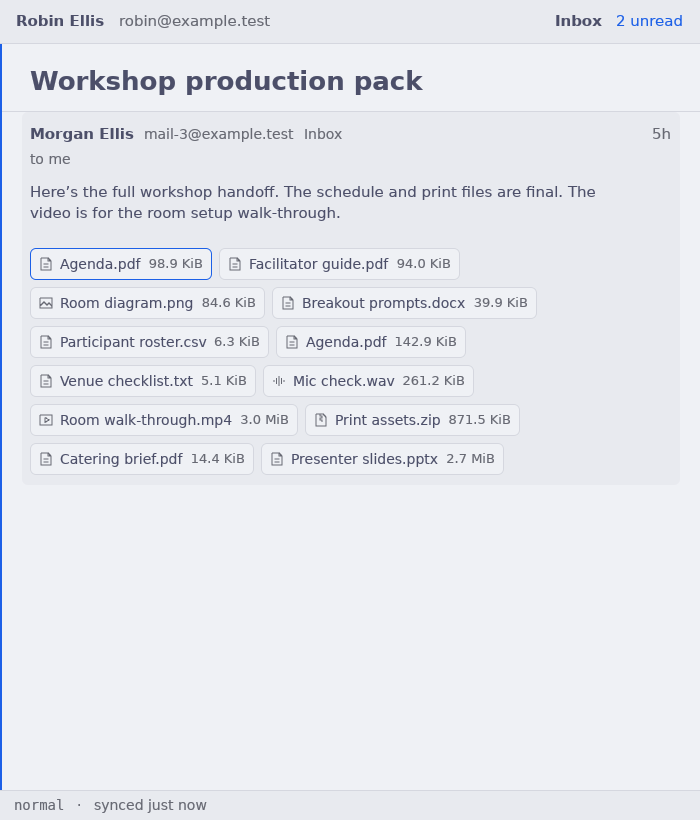 Robin Ellis robin@example.test Inbox 2 unread
Workshop production pack
Morgan Ellis mail-3@example.test Inbox 5h
to me
Here’s the full workshop handoff. The schedule and print files are final. The
video is for the room setup walk-through.
Agenda.pdf 98.9 KiB Facilitator guide.pdf 94.0 KiB
Room diagram.png 84.6 KiB Breakout prompts.docx 39.9 KiB
Participant roster.csv 6.3 KiB Agenda.pdf 142.9 KiB
Venue checklist.txt 5.1 KiB Mic check.wav 261.2 KiB
Room walk-through.mp4 3.0 MiB Print assets.zip 871.5 KiB
Catering brief.pdf 14.4 KiB Presenter slides.pptx 2.7 MiB
normal · synced just now